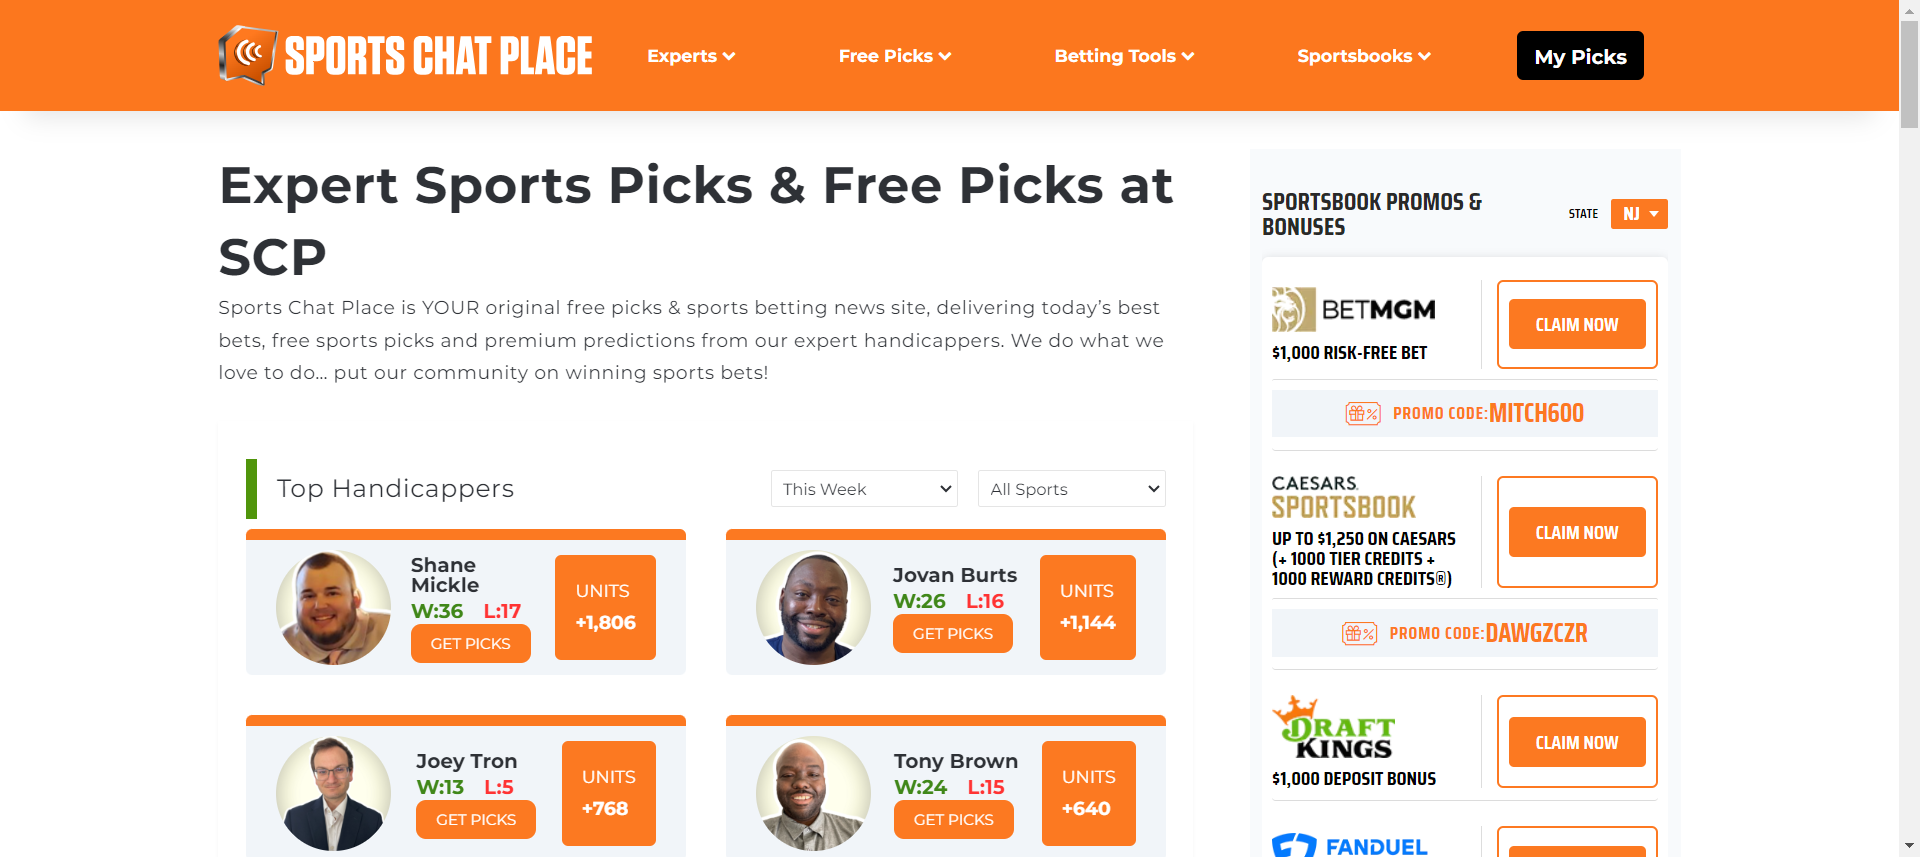 SPORTS CHAT PLACE
Experts
Free Picks
Betting Tools
Sportsbooks
My Picks
Expert Sports Picks & Free Picks at
SCP
Sports Chat Place is YOUR original free picks & sports betting news site, delivering today’s best
bets, free sports picks and premium predictions from our expert handicappers. We do what we
love to do... put our community on winning sports bets!
Top Handicappers
This Week
All Sports
Shane
Mickle
W:36 L:17
GET PICKS
UNITS
+1,806
Jovan Burts
W:26 L:16
GET PICKS
UNITS
+1,144
Joey Tron
W:13 L:5
GET PICKS
UNITS
+768
Tony Brown
W:24 L:15
GET PICKS
UNITS
+640
SPORTSBOOK PROMOS &
BONUSES
STATE
NJ
BETMGM
$1,000 RISK-FREE BET
CLAIM NOW
PROMO CODE:MITCH600
CAESARS
SPORTSBOOK
UP TO $1,250 ON CAESARS
(+ 1000 TIER CREDITS +
1000 REWARD CREDITS®)
CLAIM NOW
PROMO CODE:DAWGZCZR
DRAFT
KINGS
$1,000 DEPOSIT BONUS
CLAIM NOW
FANDUEL